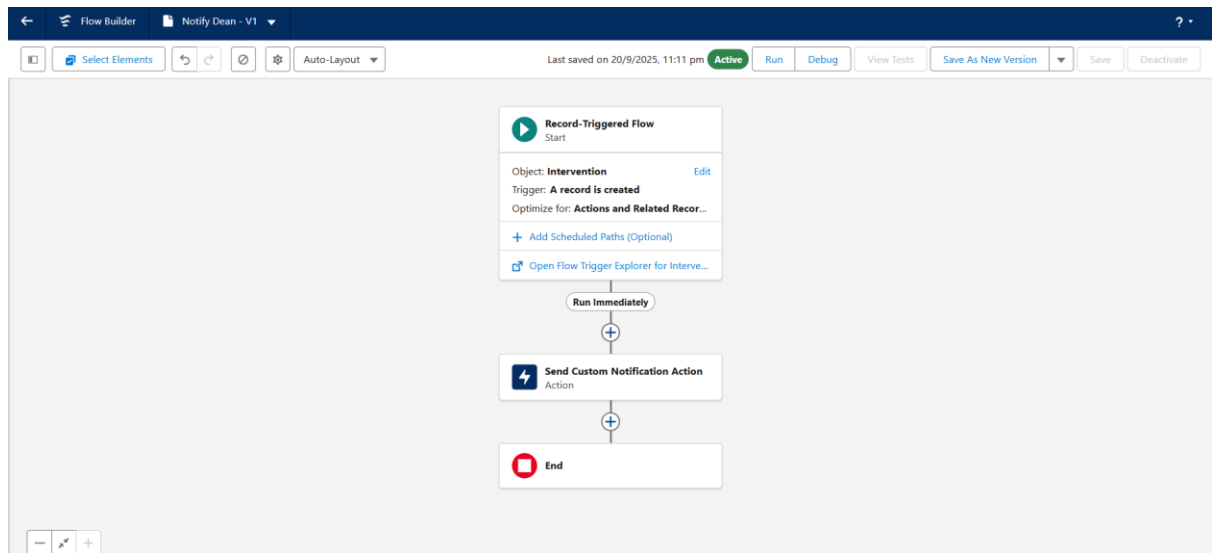 Flow Builder Notify Dean - V1 ?
Select Elements Auto-Layout Last saved on 20/9/2025, 11:11 pm Active Run Debug View Tests Save As New Version Save Deactivate
Record-Triggered Flow
Start
Object: Intervention Edit
Trigger: A record is created
Optimize for: Actions and Related Recor...
+ Add Scheduled Paths (Optional)
Open Flow Trigger Explorer for Interve...
Run Immediately
Send Custom Notification Action
Action
End